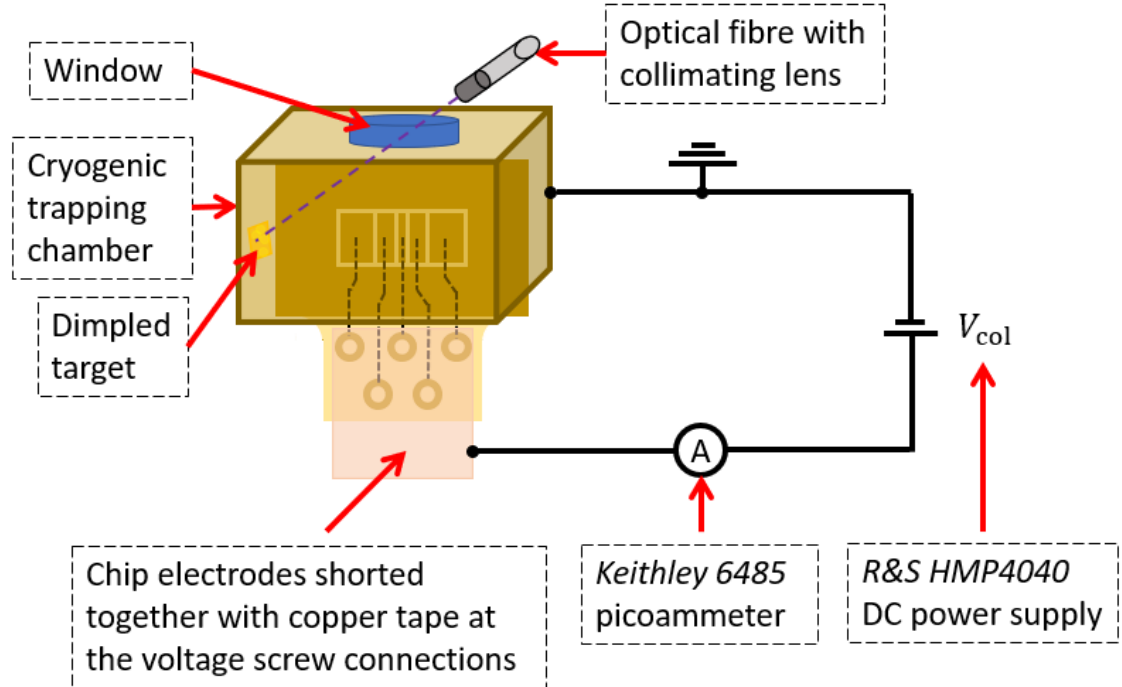 Window
Optical fibre with
collimating lens
Cryogenic
trapping
chamber
Dimpled
target
V_col
A
Chip electrodes shorted
together with copper tape at
the voltage screw connections
Keithley 6485
picoammeter
R&S HMP4040
DC power supply